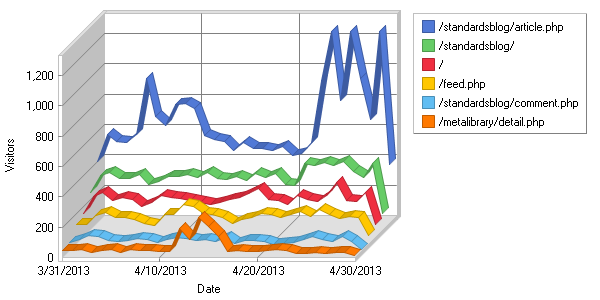 /standardsblog/article.php
/standardsblog/
/
/feed.php
/standardsblog/comment.php
/metalibrary/detail.php
Visitors
1,200
1,000
800
600
400
200
0
3/31/2013 4/10/2013 4/20/2013 4/30/2013
Date